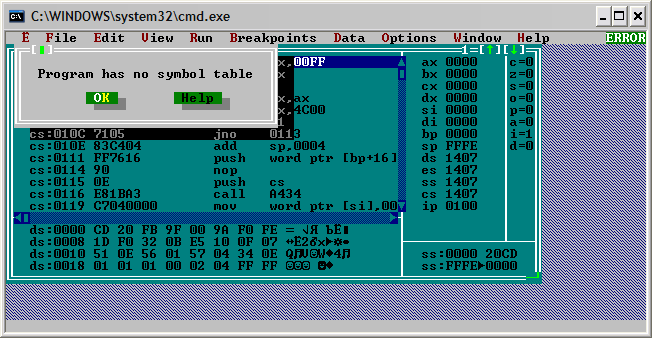 C:\WINDOWS\system32\cmd.exe
Ë File Edit View Run Breakpoints Data Options Window Help ERROR
1=[↑][↓]
Program has no symbol table
OK Help
x,00FF
x
x,ax
x,4C00
cs:010C 7105 jno 0113
cs:010E 83C404 add sp,0004
cs:0111 FF7616 push word ptr [bp+16]
cs:0114 90 nop
cs:0115 0E push cs
cs:0116 E81BA3 call A434
cs:0119 C7040000 mov word ptr [si],00
ax 0000 c=0
bx 0000 z=0
cx 0000 s=0
dx 0000 o=0
si 0000 p=0
di 0000 a=0
bp 0000 i=1
sp FFFE d=0
ds 1407
es 1407
ss 1407
cs 1407
ip 0100
ds:0000 CD 20 FB 9F 00 9A F0 FE
ds:0008 1D F0 32 0B E5 10 0F 07
ds:0010 51 0E 56 01 57 04 34 0E
ds:0018 01 01 01 00 02 04 FF FF
ss:0000 20CD
ss:FFFE▶0000